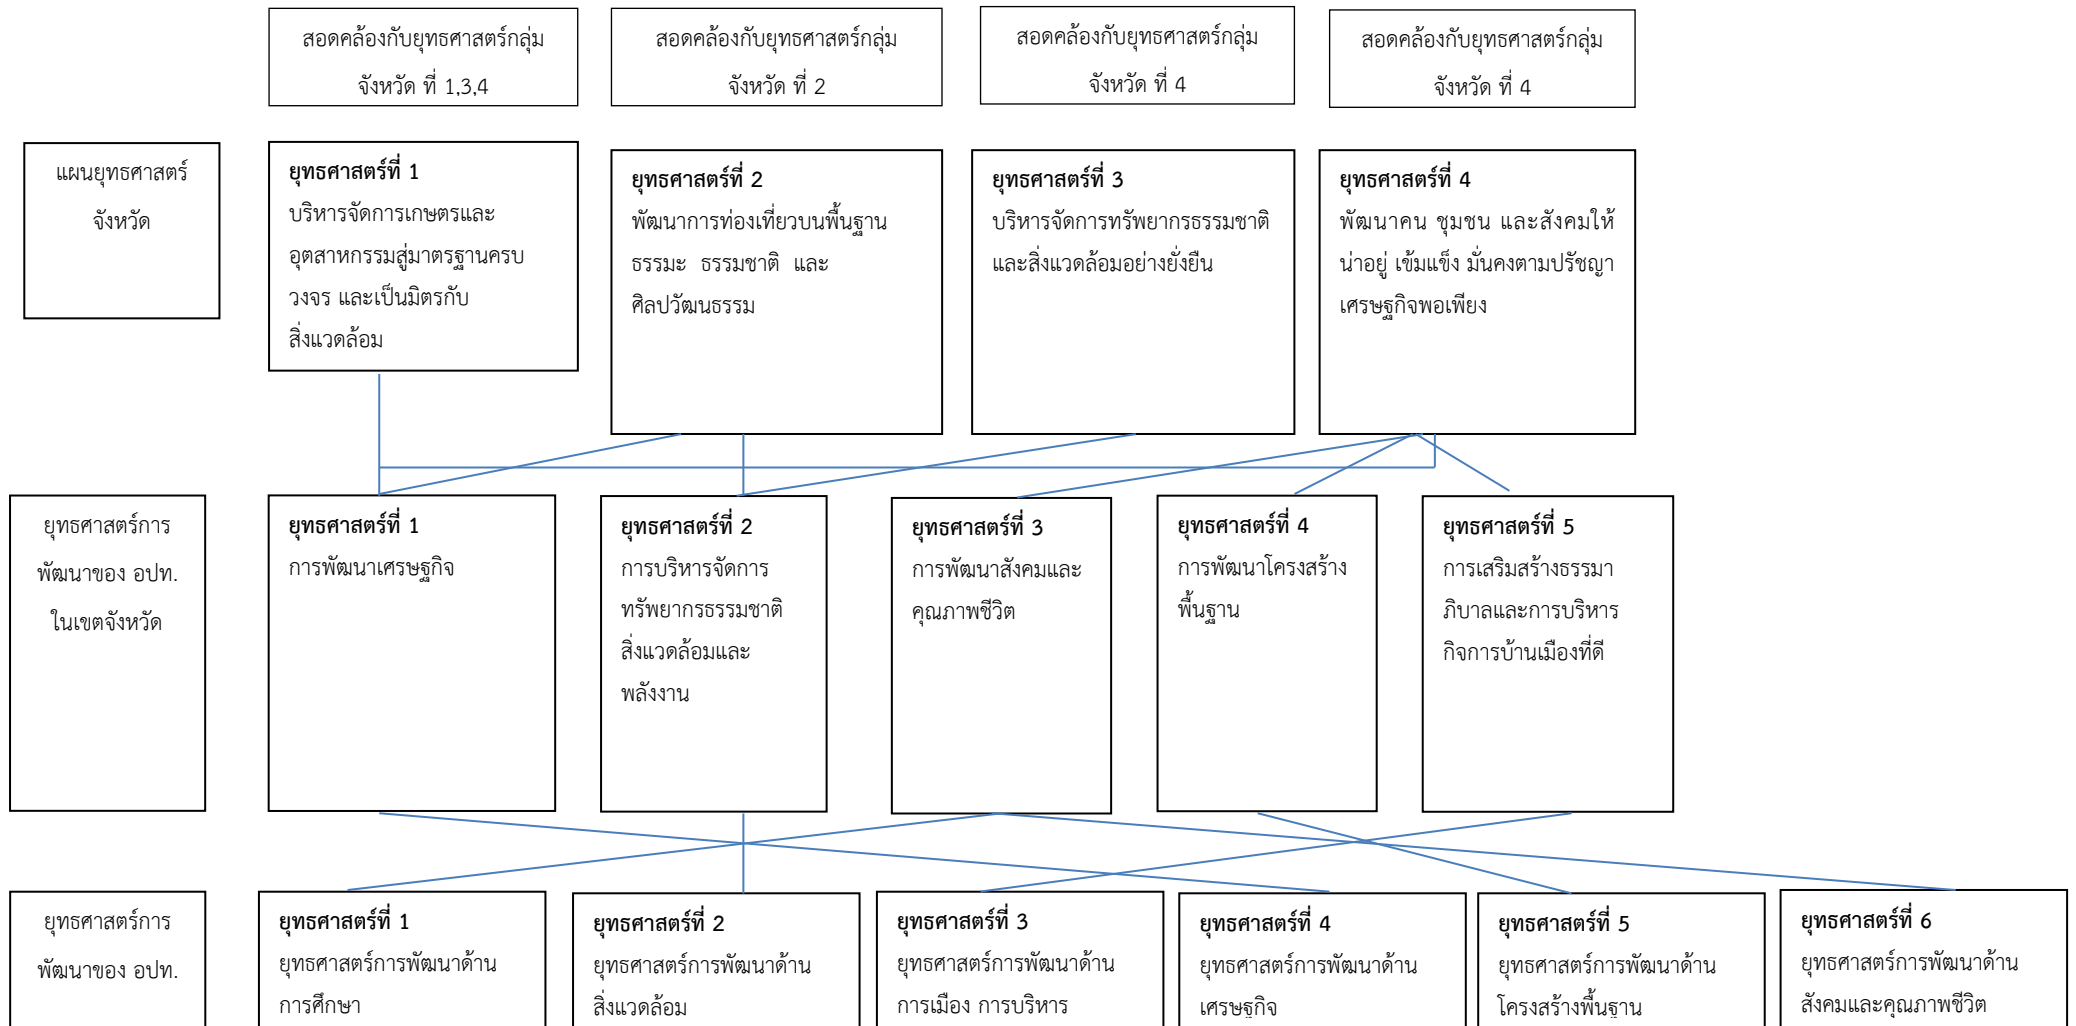 สอดคล้องกับยุทธศาสตร์กลุ่ม
จังหวัด ที่ 1,3,4
สอดคล้องกับยุทธศาสตร์กลุ่ม
จังหวัด ที่ 2
สอดคล้องกับยุทธศาสตร์กลุ่ม
จังหวัด ที่ 4
สอดคล้องกับยุทธศาสตร์กลุ่ม
จังหวัด ที่ 4
แผนยุทธศาสตร์
จังหวัด
ยุทธศาสตร์ที่ 1
บริหารจัดการเกษตรและ
อุตสาหกรรมสู่มาตรฐานครบ
วงจร และเป็นมิตรกับ
สิ่งแวดล้อม
ยุทธศาสตร์ที่ 2
พัฒนาการท่องเที่ยวบนพื้นฐาน
ธรรมะ ธรรมชาติ และ
ศิลปวัฒนธรรม
ยุทธศาสตร์ที่ 3
บริหารจัดการทรัพยากรธรรมชาติ
และสิ่งแวดล้อมอย่างยั่งยืน
ยุทธศาสตร์ที่ 4
พัฒนาคน ชุมชน และสังคมให้
น่าอยู่ เข้มแข็ง มั่นคงตามปรัชญา
เศรษฐกิจพอเพียง
ยุทธศาสตร์การ
พัฒนาของ อปท.
ในเขตจังหวัด
ยุทธศาสตร์ที่ 1
การพัฒนาเศรษฐกิจ
ยุทธศาสตร์ที่ 2
การบริหารจัดการ
ทรัพยากรธรรมชาติ
สิ่งแวดล้อมและ
พลังงาน
ยุทธศาสตร์ที่ 3
การพัฒนาสังคมและ
คุณภาพชีวิต
ยุทธศาสตร์ที่ 4
การพัฒนาโครงสร้าง
พื้นฐาน
ยุทธศาสตร์ที่ 5
การเสริมสร้างธรรมา
ภิบาลและการบริหาร
กิจการบ้านเมืองที่ดี
ยุทธศาสตร์การ
พัฒนาของ อปท.
ยุทธศาสตร์ที่ 1
ยุทธศาสตร์การพัฒนาด้าน
การศึกษา
ยุทธศาสตร์ที่ 2
ยุทธศาสตร์การพัฒนาด้าน
สิ่งแวดล้อม
ยุทธศาสตร์ที่ 3
ยุทธศาสตร์การพัฒนาด้าน
การเมือง การบริหาร
ยุทธศาสตร์ที่ 4
ยุทธศาสตร์การพัฒนาด้าน
เศรษฐกิจ
ยุทธศาสตร์ที่ 5
ยุทธศาสตร์การพัฒนาด้าน
โครงสร้างพื้นฐาน
ยุทธศาสตร์ที่ 6
ยุทธศาสตร์การพัฒนาด้าน
สังคมและคุณภาพชีวิต